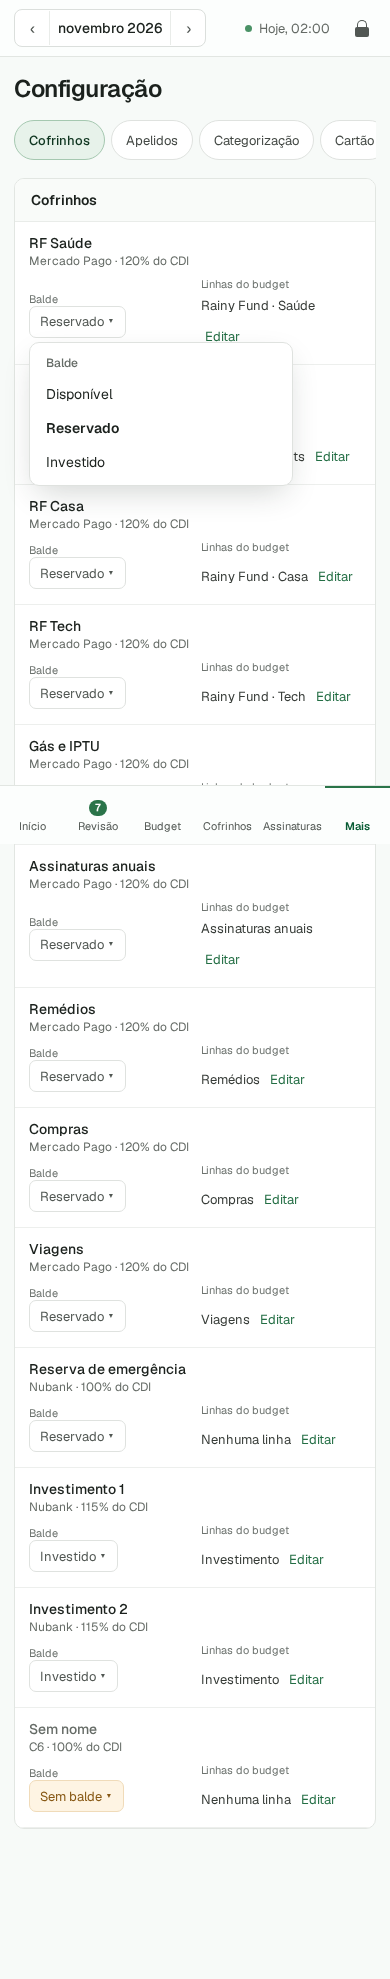 ‹ novembro 2026 › Hoje, 02:00
Configuração
Cofrinhos Apelidos Categorização Cartão
Cofrinhos
RF Saúde
Mercado Pago · 120% do CDI
Linhas do budget
Balde
Rainy Fund · Saúde
Reservado ▾
Editar
Balde
Disponível
Reservado
ts Editar
Investido
RF Casa
Mercado Pago · 120% do CDI
Balde Linhas do budget
Reservado ▾ Rainy Fund · Casa Editar
RF Tech
Mercado Pago · 120% do CDI
Balde Linhas do budget
Reservado ▾ Rainy Fund · Tech Editar
Gás e IPTU
Mercado Pago · 120% do CDI
7
Início Revisão Budget Cofrinhos Assinaturas Mais
Assinaturas anuais
Mercado Pago · 120% do CDI
Linhas do budget
Balde
Assinaturas anuais
Reservado ▾
Editar
Remédios
Mercado Pago · 120% do CDI
Balde Linhas do budget
Reservado ▾ Remédios Editar
Compras
Mercado Pago · 120% do CDI
Balde Linhas do budget
Reservado ▾ Compras Editar
Viagens
Mercado Pago · 120% do CDI
Balde Linhas do budget
Reservado ▾ Viagens Editar
Reserva de emergência
Nubank · 100% do CDI
Balde Linhas do budget
Reservado ▾ Nenhuma linha Editar
Investimento 1
Nubank · 115% do CDI
Balde Linhas do budget
Investido ▾ Investimento Editar
Investimento 2
Nubank · 115% do CDI
Balde Linhas do budget
Investido ▾ Investimento Editar
Sem nome
C6 · 100% do CDI
Balde Linhas do budget
Sem balde ▾ Nenhuma linha Editar